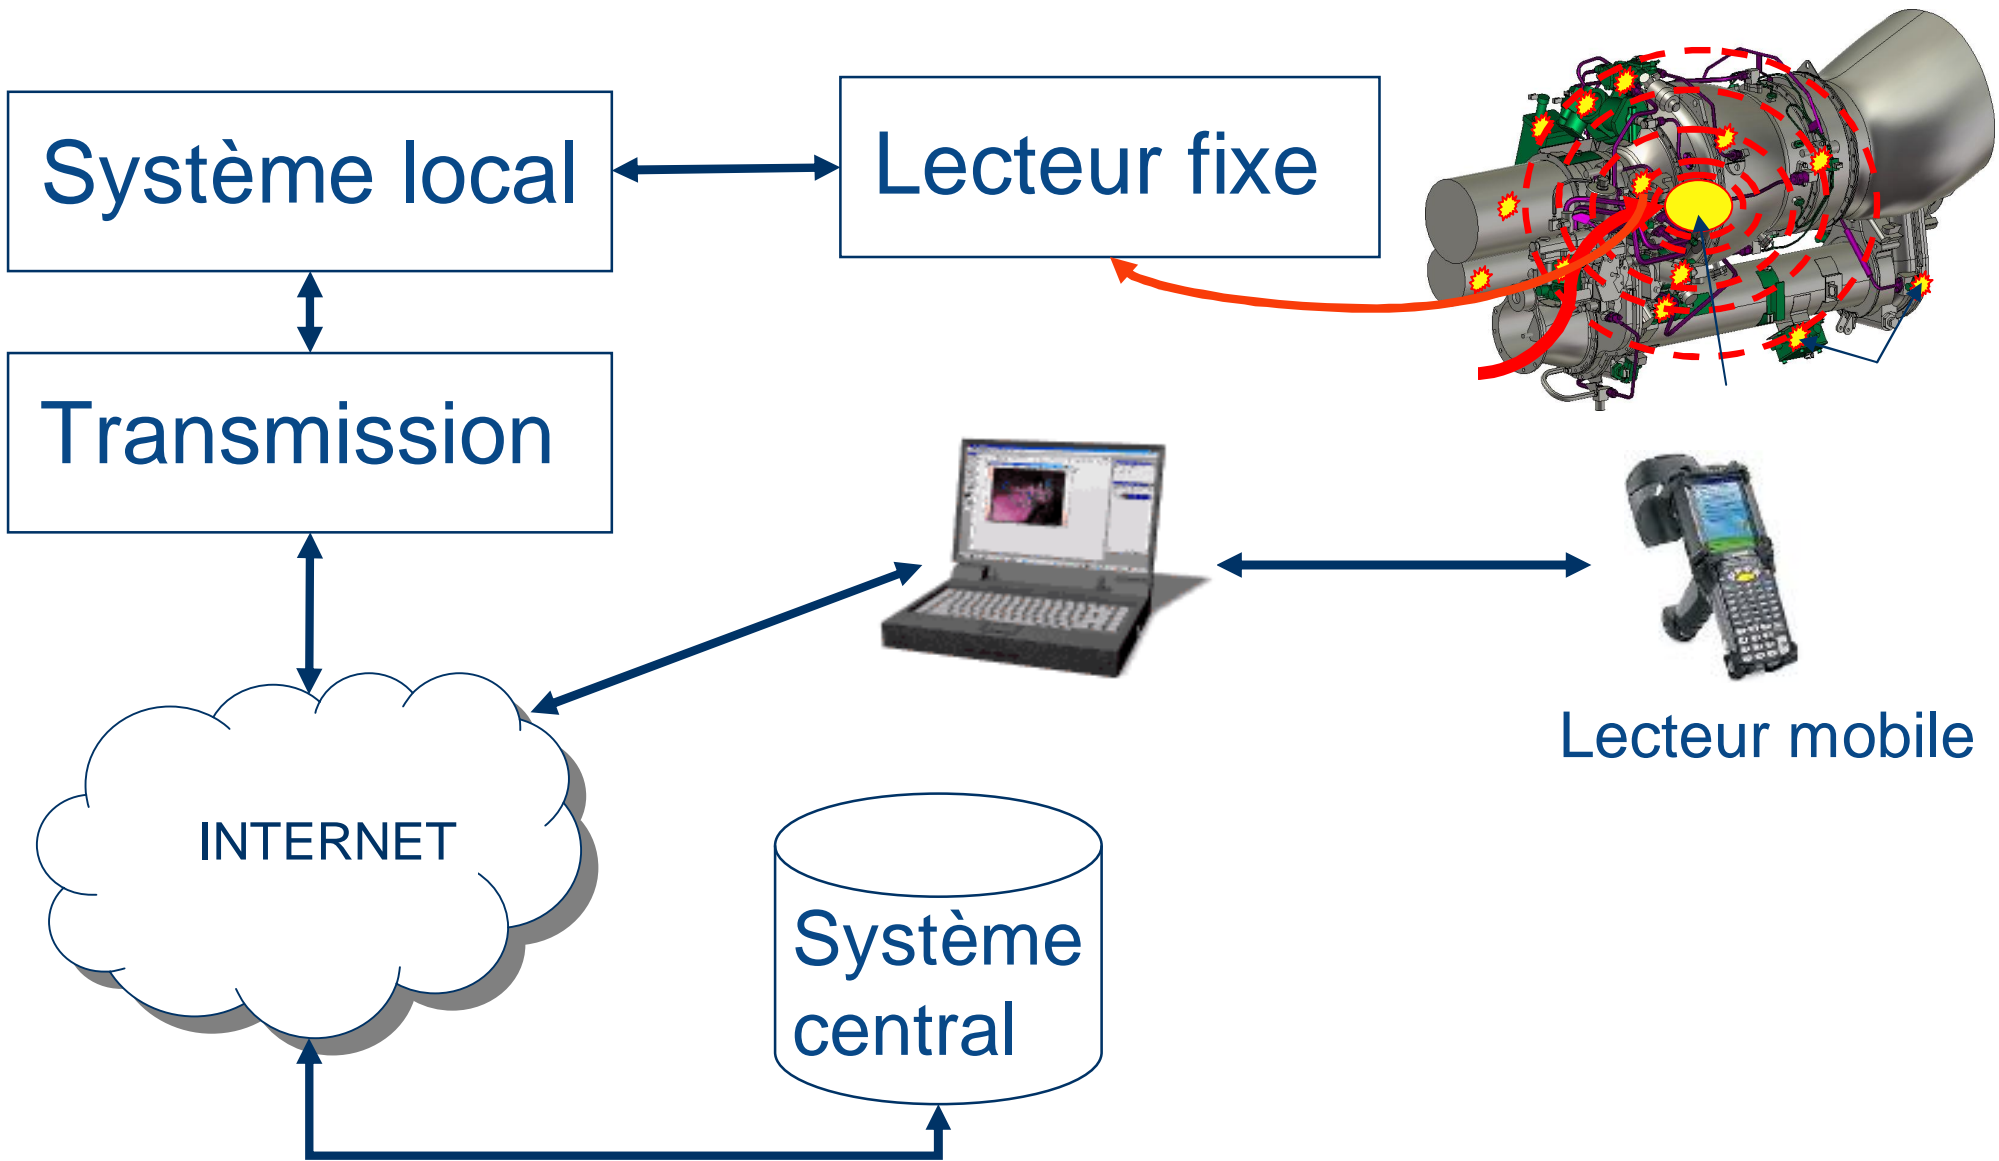 Système local
Lecteur fixe
Transmission
Lecteur mobile
INTERNET
Système
central